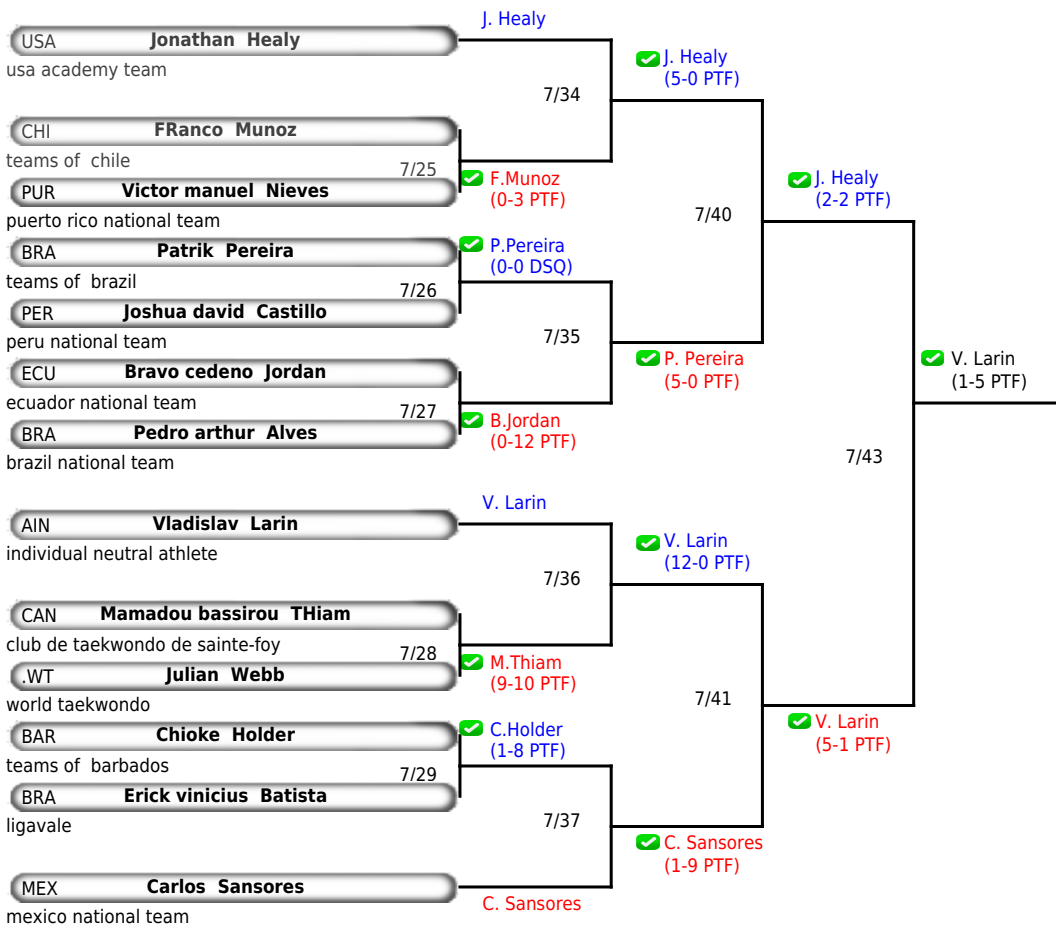 J. Healy
USA Jonathan Healy
usa academy team
J. Healy
(5-0 PTF)
7/34
CHI FRanco Munoz
teams of chile
7/25
F.Munoz
(0-3 PTF)
PUR Victor manuel Nieves
puerto rico national team
J. Healy
(2-2 PTF)
7/40
BRA Patrik Pereira
P.Pereira
(0-0 DSQ)
teams of brazil
7/26
PER Joshua david Castillo
peru national team
7/35
P. Pereira
(5-0 PTF)
V. Larin
(1-5 PTF)
ECU Bravo cedeno Jordan
ecuador national team
7/27
B.Jordan
(0-12 PTF)
BRA Pedro arthur Alves
brazil national team
7/43
V. Larin
AIN Vladislav Larin
individual neutral athlete
V. Larin
(12-0 PTF)
7/36
CAN Mamadou bassirou THiam
club de taekwondo de sainte-foy
7/28
M.Thiam
(9-10 PTF)
.WT Julian Webb
world taekwondo
7/41
BAR Chioke Holder
C.Holder
(1-8 PTF)
V. Larin
(5-1 PTF)
teams of barbados
7/29
BRA Erick vinicius Batista
ligavale
7/37
C. Sansores
(1-9 PTF)
MEX Carlos Sansores
C. Sansores
mexico national team